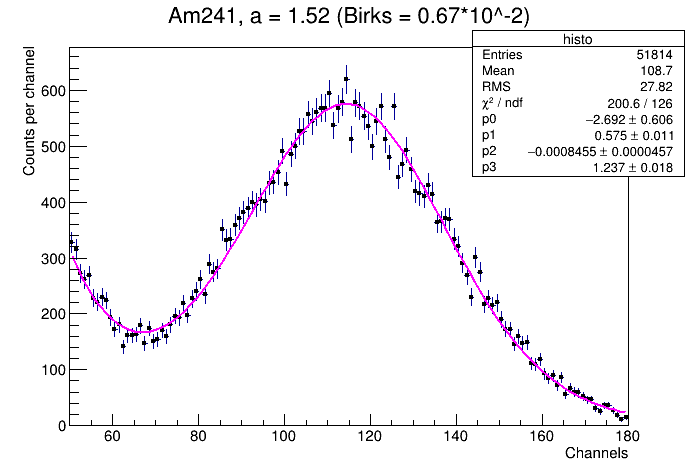 Am241, a = 1.52 (Birks = 0.67*10^-2)
histo
Entries 51814
Mean 108.7
RMS 27.82
χ² / ndf 200.6 / 126
p0 −2.692 ± 0.606
p1 0.575 ± 0.011
p2 −0.0008455 ± 0.0000457
p3 1.237 ± 0.018
Counts per channel
600
500
400
300
200
100
0
60 80 100 120 140 160 180
Channels